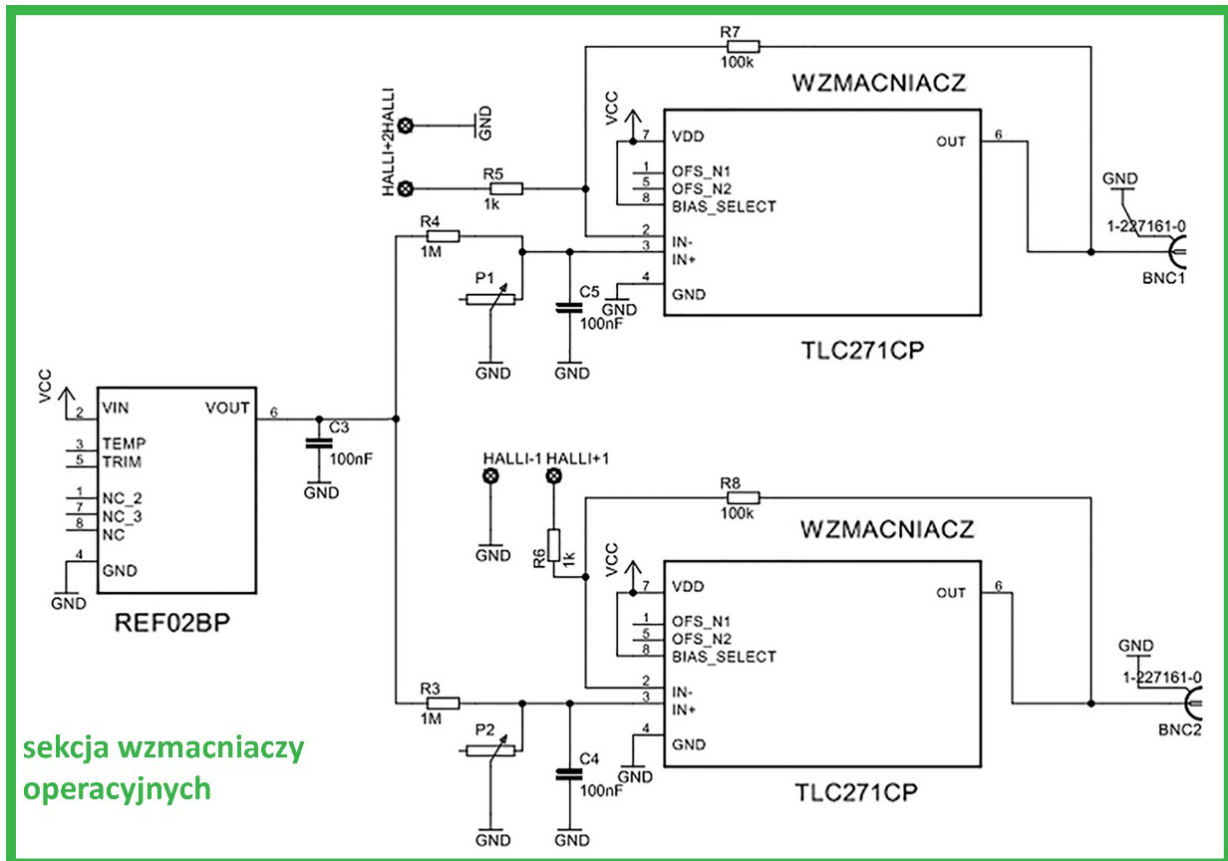 R7
100k
WZMACNIACZ
HALLI+2HALLI
GND
VCC
7
VDD
OUT
6
1
OFS_N1
5
OFS_N2
8
BIAS_SELECT
R5
1k
2
IN-
3
IN+
4
GND
GND
TLC271CP
GND
1-227161-0
BNC1
R4
1M
P1
GND
C5
100nF
GND
VCC
2
VIN
VOUT
6
3
TEMP
5
TRIM
1
NC_2
7
NC_3
8
NC
4
GND
GND
REF02BP
C3
100nF
GND
HALLI-1 HALLI+1
GND
R6
1k
R8
100k
WZMACNIACZ
VCC
7
VDD
OUT
6
1
OFS_N1
5
OFS_N2
8
BIAS_SELECT
2
IN-
3
IN+
4
GND
GND
TLC271CP
GND
1-227161-0
BNC2
R3
1M
P2
GND
C4
100nF
GND
sekcja wzmacniaczy
operacyjnych